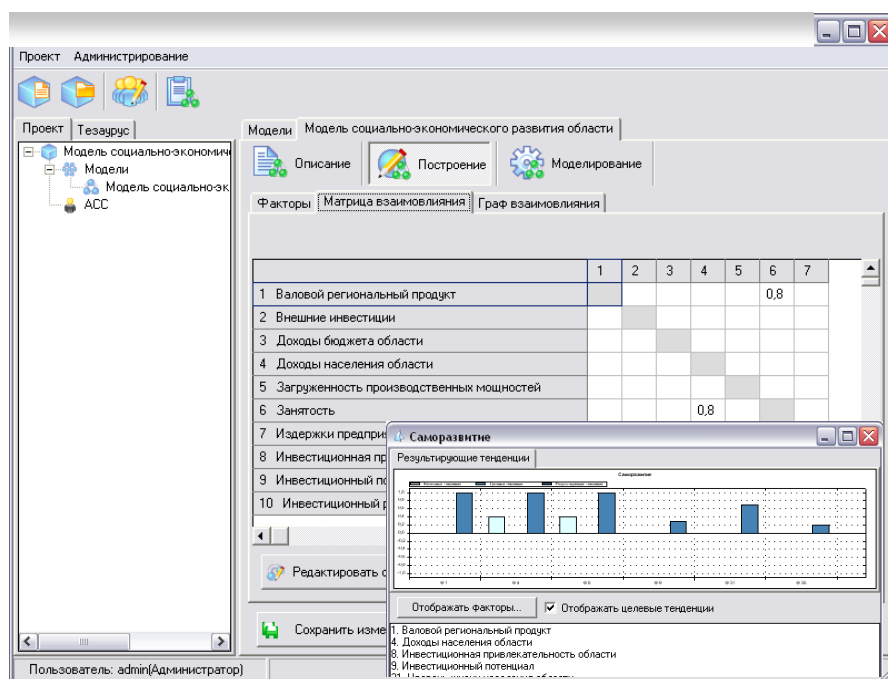 Проект Администрирование
Проект Тезаурус
Модель социально-экономич
Модели
Модель социально-эк
АСС
Модели Модель социально-экономического развития области
Описание Построение Моделирование
Факторы Матрица взаимовлияния Граф взаимовлияния
1 2 3 4 5 6 7
1 Валовой региональный продукт 0,8
2 Внешние инвестиции
3 Доходы бюджета области
4 Доходы населения области
5 Загруженность производственных мощностей
6 Занятость 0,8
7 Издержки предпри
8 Инвестиционная пр
9 Инвестиционный по
10 Инвестиционный р
Редактировать с
Сохранить изме
Саморазвитие
Результирующие тенденции
Саморазвитие
Отображать факторы... Отображать целевые тенденции
1. Валовой региональный продукт
4. Доходы населения области
8. Инвестиционная привлекательность области
9. Инвестиционный потенциал
Пользователь: admin(Администратор)